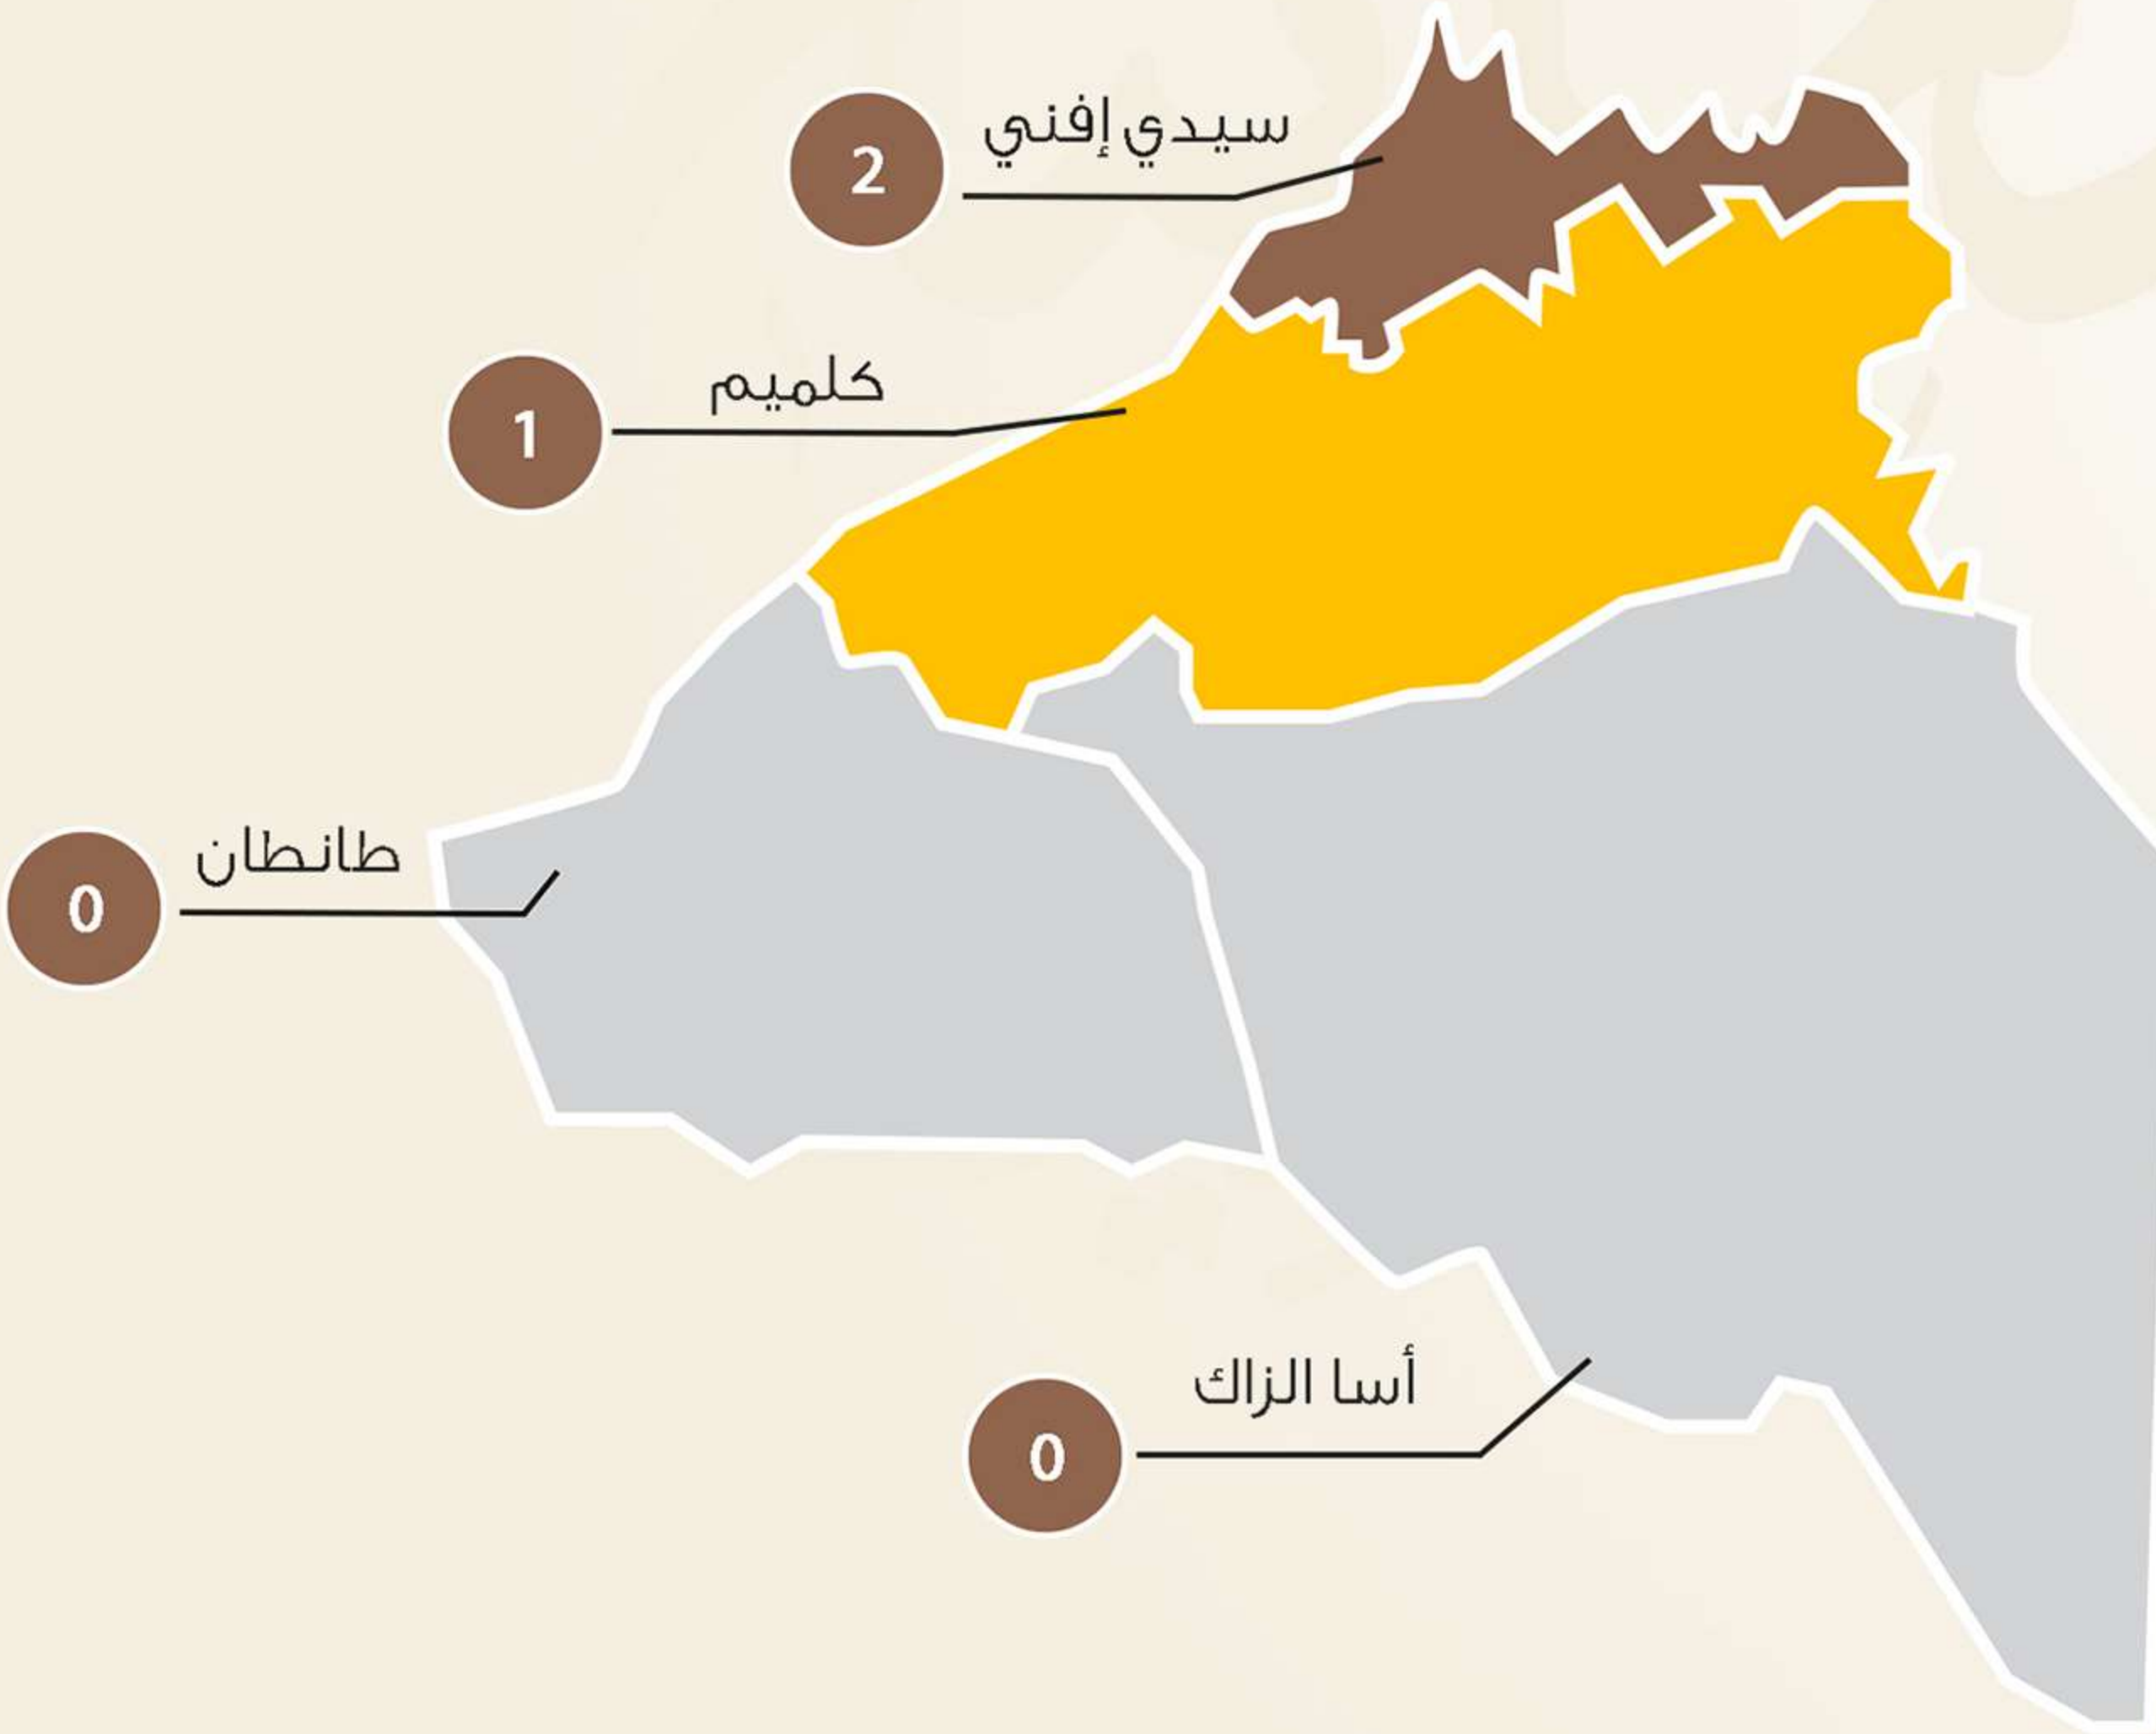 سيدي إفني
2
كلميم
1
طانطان
0
أسا الزاك
0